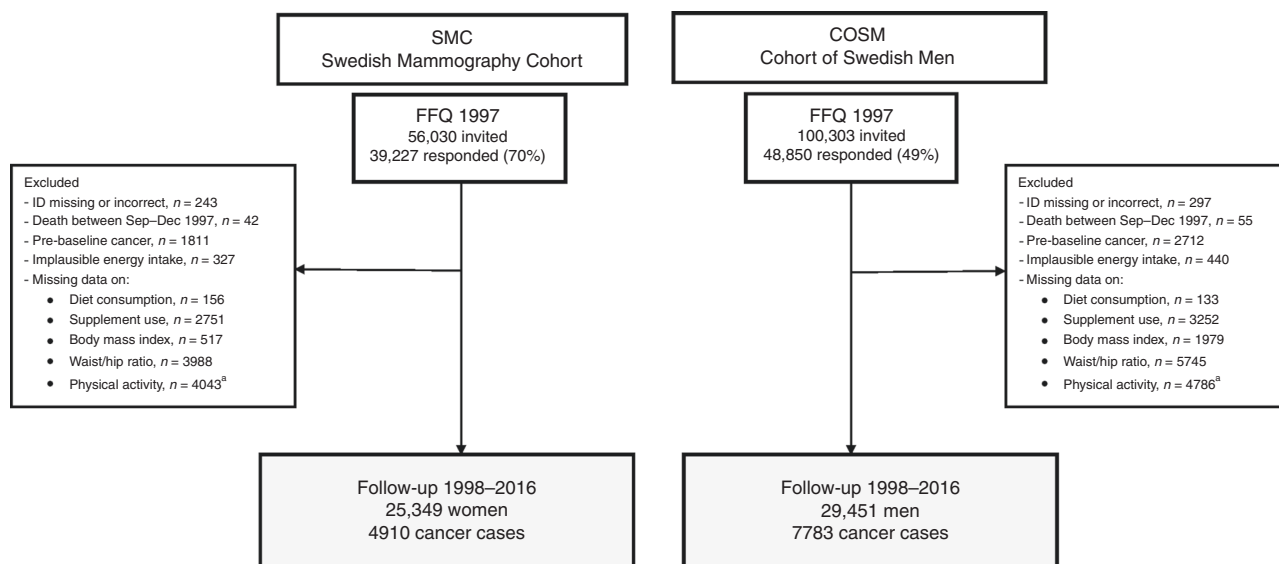 SMC
Swedish Mammography Cohort
FFQ 1997
56,030 invited
39,227 responded (70%)
Excluded
- ID missing or incorrect, n = 243
- Death between Sep–Dec 1997, n = 42
- Pre-baseline cancer, n = 1811
- Implausible energy intake, n = 327
- Missing data on:
• Diet consumption, n = 156
• Supplement use, n = 2751
• Body mass index, n = 517
• Waist/hip ratio, n = 3988
• Physical activity, n = 4043a
Follow-up 1998–2016
25,349 women
4910 cancer cases
COSM
Cohort of Swedish Men
FFQ 1997
100,303 invited
48,850 responded (49%)
Excluded
- ID missing or incorrect, n = 297
- Death between Sep–Dec 1997, n = 55
- Pre-baseline cancer, n = 2712
- Implausible energy intake, n = 440
- Missing data on:
• Diet consumption, n = 133
• Supplement use, n = 3252
• Body mass index, n = 1979
• Waist/hip ratio, n = 5745
• Physical activity, n = 4786a
Follow-up 1998–2016
29,451 men
7783 cancer cases